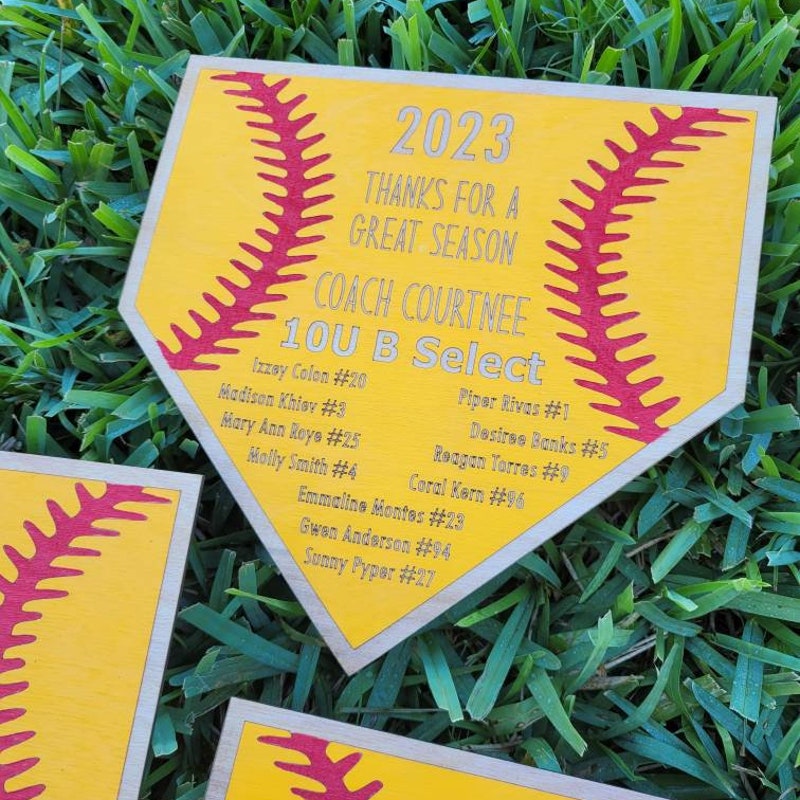 2023
THANKS FOR A
GREAT SEASON
COACH COURTNEE
10U B Select
Izzey Colon #20
Madison Khiev #3
Mary Ann Roye #25
Molly Smith #4
Piper Rivas #1
Desiree Banks #5
Reagan Torres #9
Coral Kern #96
Emmaline Montes #23
Gwen Anderson #94
Sunny Pyper #27